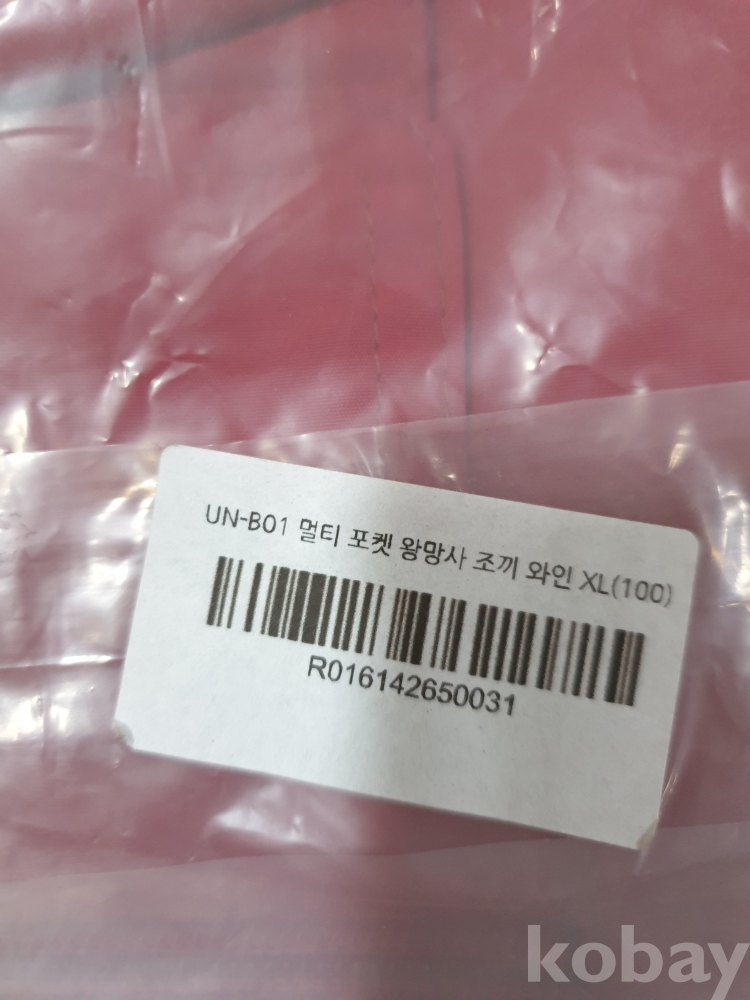 UN-B01 멀티 포켓 왕망사 조끼 와인 XL(100)
R016142650031
kobay